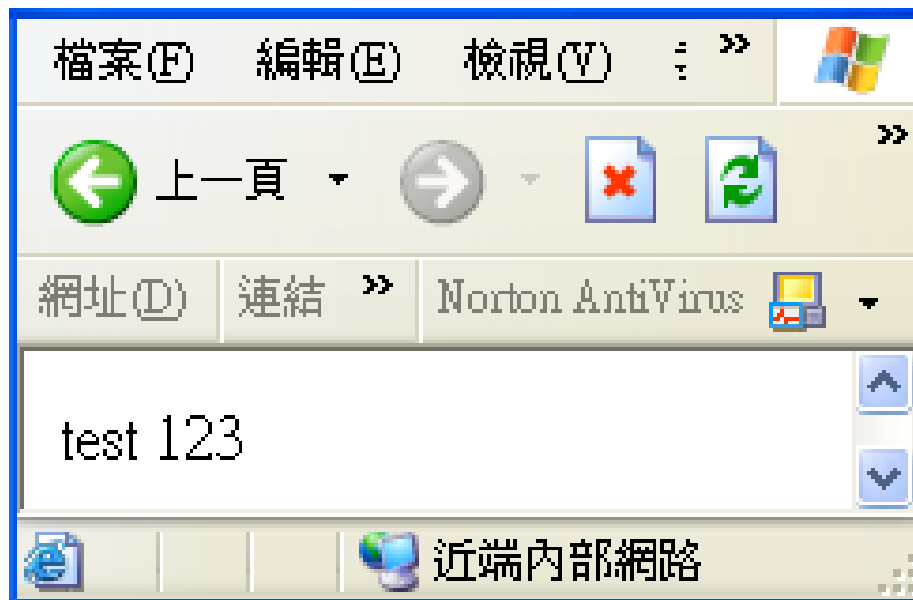 檔案(F) 編輯(E) 檢視(V)
上一頁
網址(D) 連結 Norton AntiVirus
test 123
近端內部網路